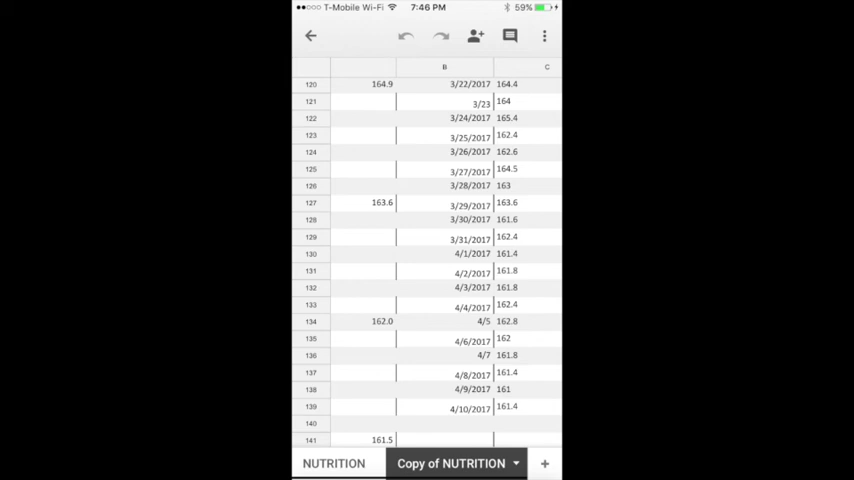 T-Mobile Wi-Fi 7:46 PM 59%
B C
120 164.9 3/22/2017 164.4
121 3/23 164
122 3/24/2017 165.4
123 3/25/2017 162.4
124 3/26/2017 162.6
125 3/27/2017 164.5
126 3/28/2017 163
127 163.6 3/29/2017 163.6
128 3/30/2017 161.6
129 3/31/2017 162.4
130 4/1/2017 161.4
131 4/2/2017 161.8
132 4/3/2017 161.8
133 4/4/2017 162.4
134 162.0 4/5 162.8
135 4/6/2017 162
136 4/7 161.8
137 4/8/2017 161.4
138 4/9/2017 161
139 4/10/2017 161.4
140
141 161.5
NUTRITION Copy of NUTRITION